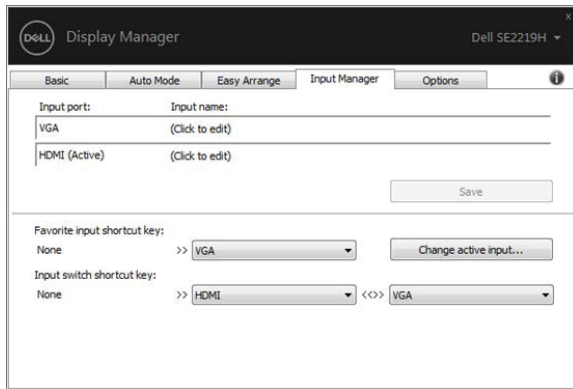 DELL Display Manager Dell SE2219H
x
Basic Auto Mode Easy Arrange Input Manager Options
Input port: Input name:
VGA (Click to edit)
HDMI (Active) (Click to edit)
Save
Favorite input shortcut key:
None >> VGA Change active input...
Input switch shortcut key:
None >> HDMI <<>> VGA